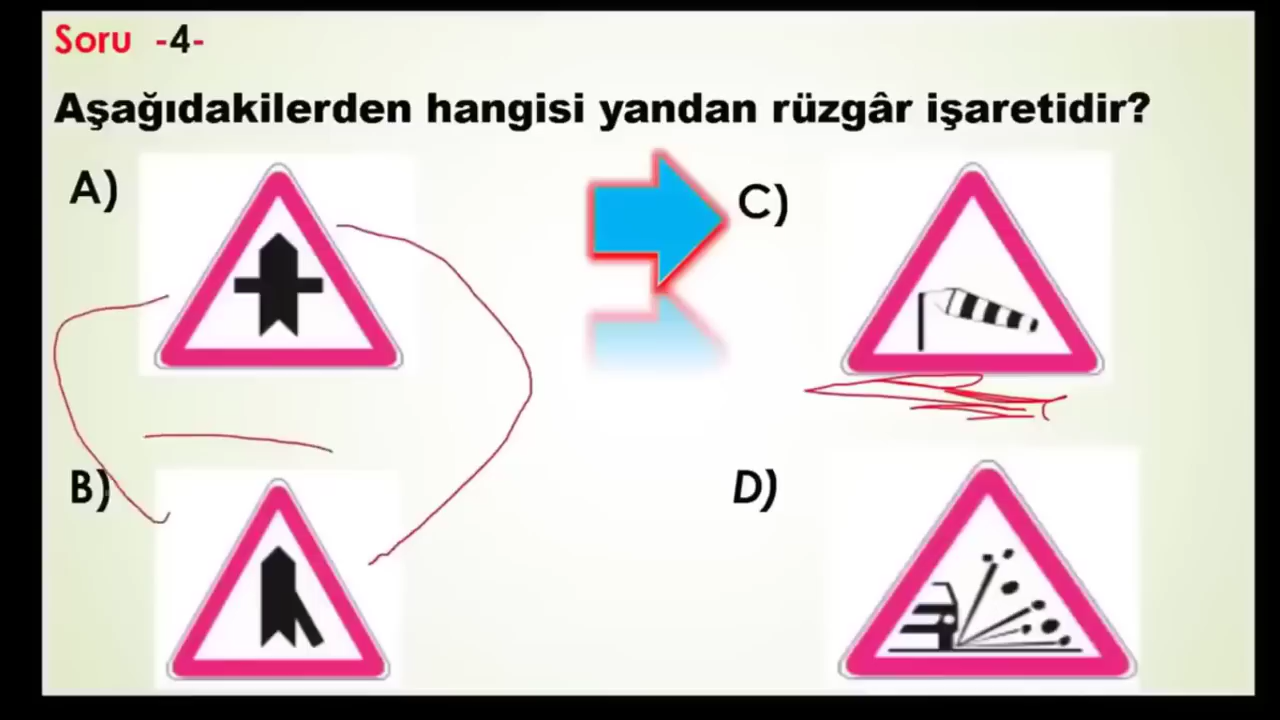 Soru -4-
Aşağıdakilerden hangisi yandan rüzgâr işaretidir?
A)
C)
B)
D)